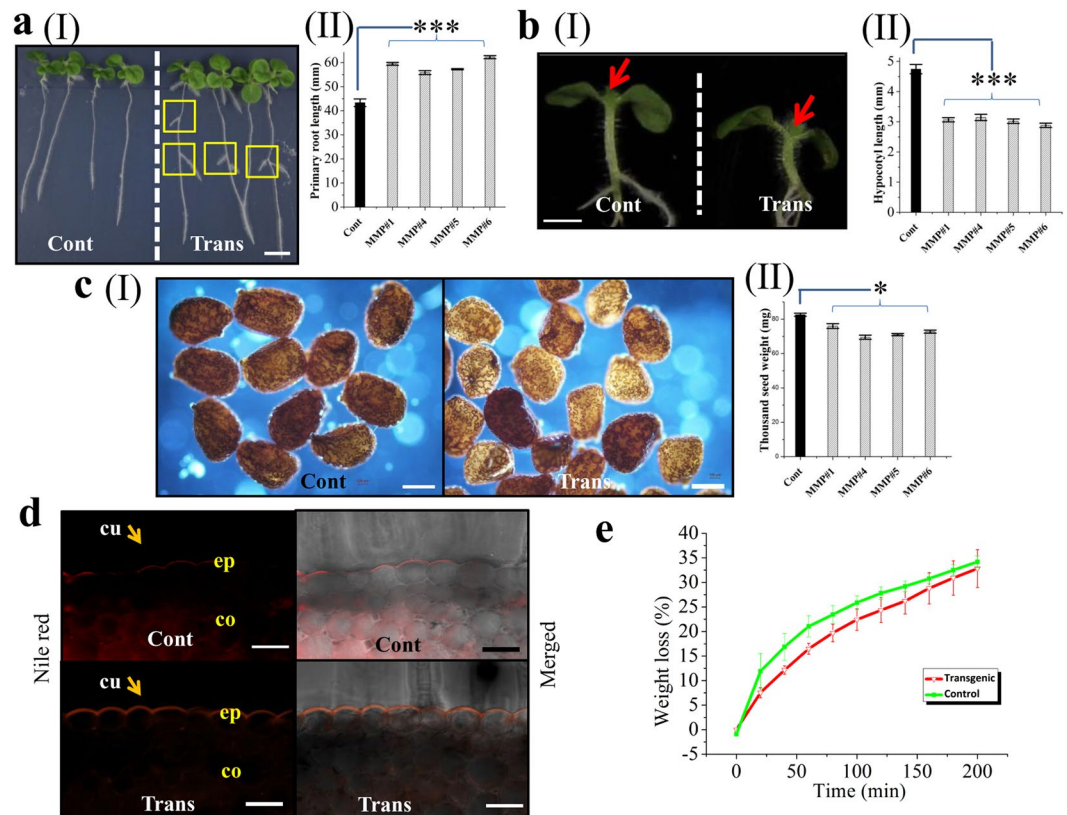 a (I)
Cont
Trans
(II)
***
Primary root length (mm)
60
50
40
30
20
10
0
Cont
MMP#1
MMP#4
MMP#5
MMP#6
b (I)
Cont
Trans
(II)
***
Hypocotyl length (mm)
5
4
3
2
1
0
Cont
MMP#1
MMP#4
MMP#5
MMP#6
c (I)
Cont
Trans
(II)
*
Thousand seed weight (mg)
80
60
40
20
0
Cont
MMP#1
MMP#4
MMP#5
MMP#6
d
Nile red
cu
ep
co
Cont
Cont
cu
ep
co
Trans
Trans
Merged
e
Weight loss (%)
40
35
30
25
20
15
10
5
0
-5
0
50
100
150
200
Time (min)
Transgenic
Control